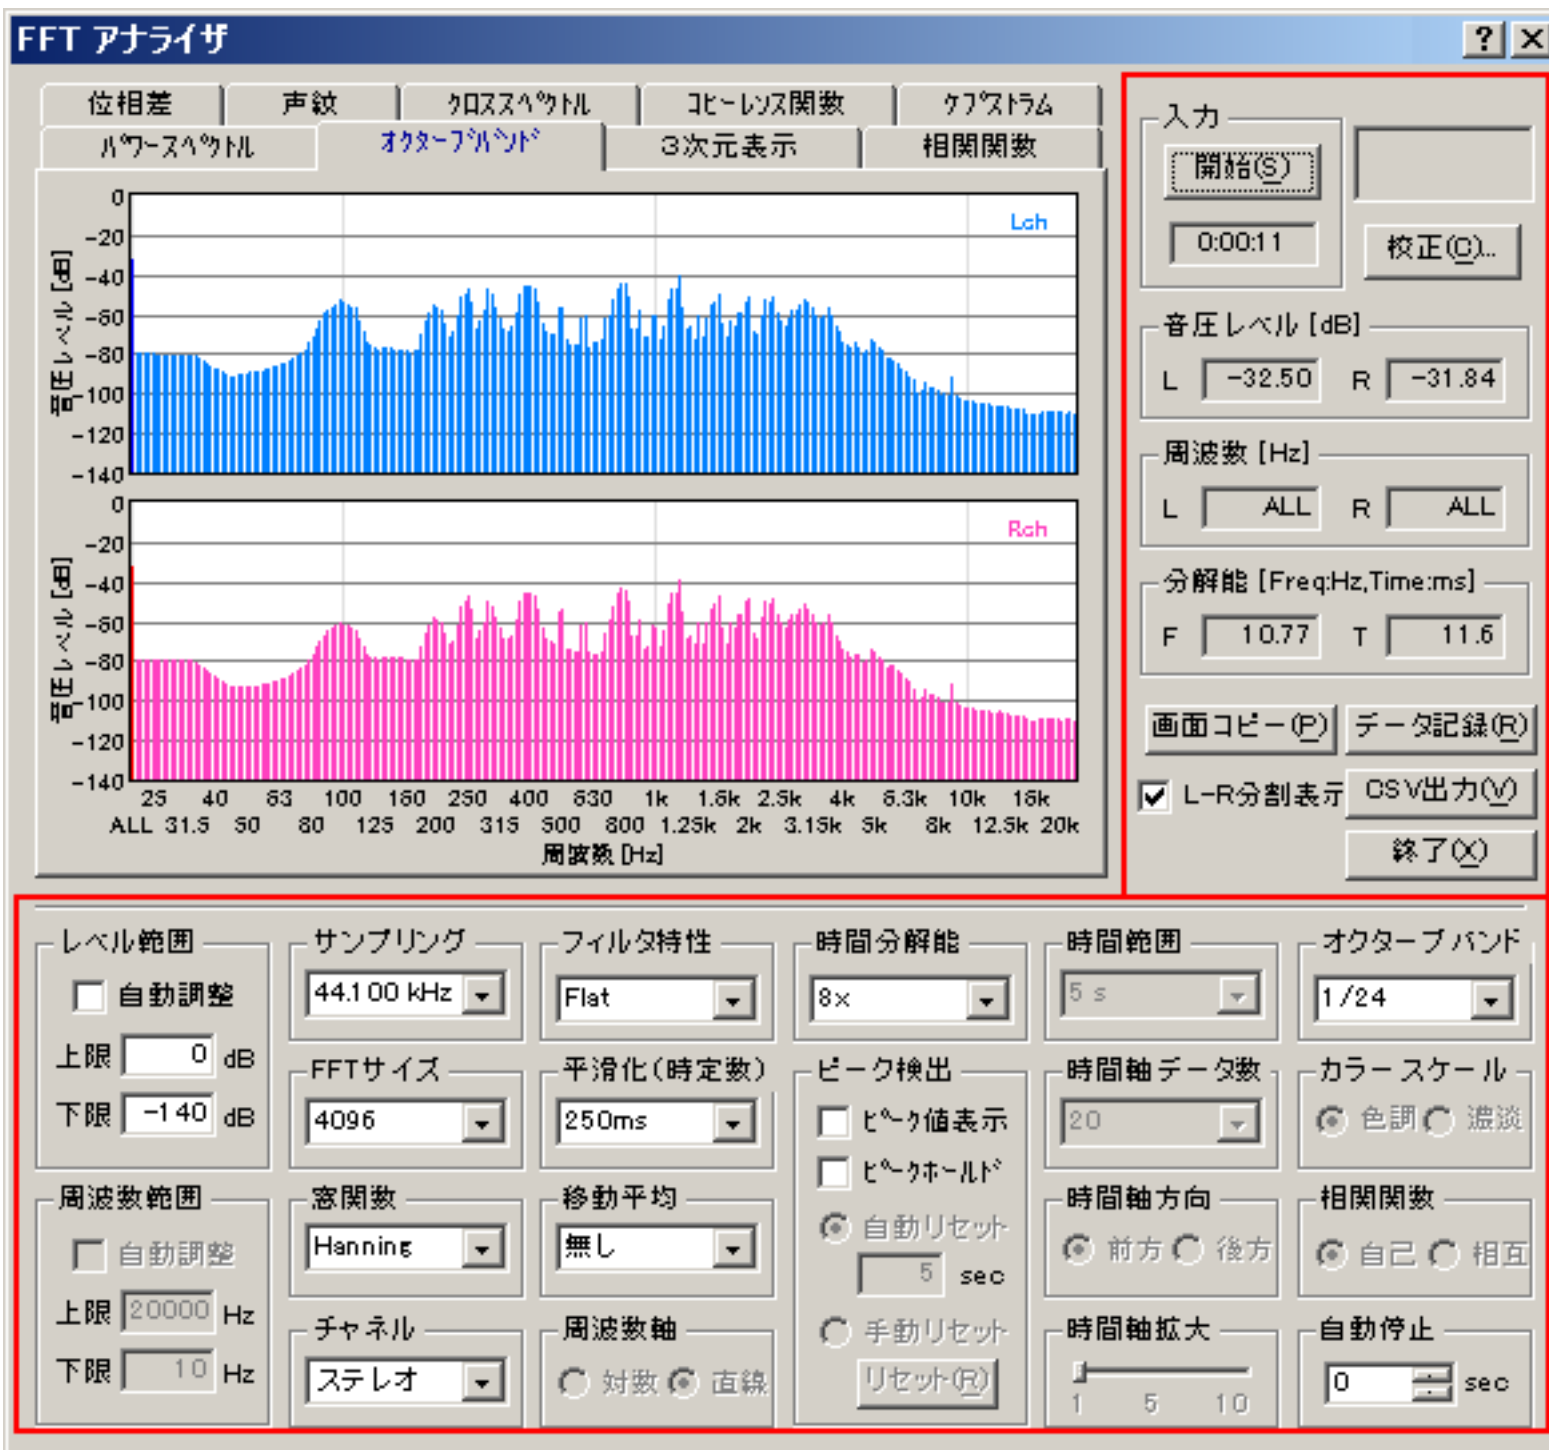 FFT アナライザ
位相差 声紋 クロススペクトル コヒーレンス関数 ケプストラム
パワースペクトル オクターブバンド 3次元表示 相関関数
音圧レベル [dB]
0
-20
-40
-60
-80
-100
-120
-140
Lch
音圧レベル [dB]
0
-20
-40
-60
-80
-100
-120
-140
Rch
25 40 63 100 160 250 400 630 1k 1.6k 2.5k 4k 6.3k 10k 16k
ALL 31.5 50 80 125 200 315 500 800 1.25k 2k 3.15k 5k 8k 12.5k 20k
周波数 [Hz]
入力
開始(S)
0:00:11
校正(C)...
音圧レベル [dB]
L -32.50 R -31.84
周波数 [Hz]
L ALL R ALL
分解能 [Freq:Hz,Time:ms]
F 10.77 T 11.6
画面コピー(P) データ記録(R)
L-R分割表示 CSV出力(V)
終了(X)
レベル範囲
自動調整
上限 0 dB
下限 -140 dB
周波数範囲
自動調整
上限 20000 Hz
下限 10 Hz
サンプリング
44.100 kHz
FFTサイズ
4096
窓関数
Hanning
チャネル
ステレオ
フィルタ特性
Flat
平滑化(時定数)
250ms
移動平均
無し
周波数軸
対数 直線
時間分解能
8x
ピーク検出
ピーク値表示
ピークホールド
自動リセット
5 sec
手動リセット
リセット(R)
時間範囲
5 s
時間軸データ数
20
時間軸方向
前方 後方
時間軸拡大
1 5 10
オクターブバンド
1/24
カラースケール
色調 濃淡
相関関数
自己 相互
自動停止
0 sec